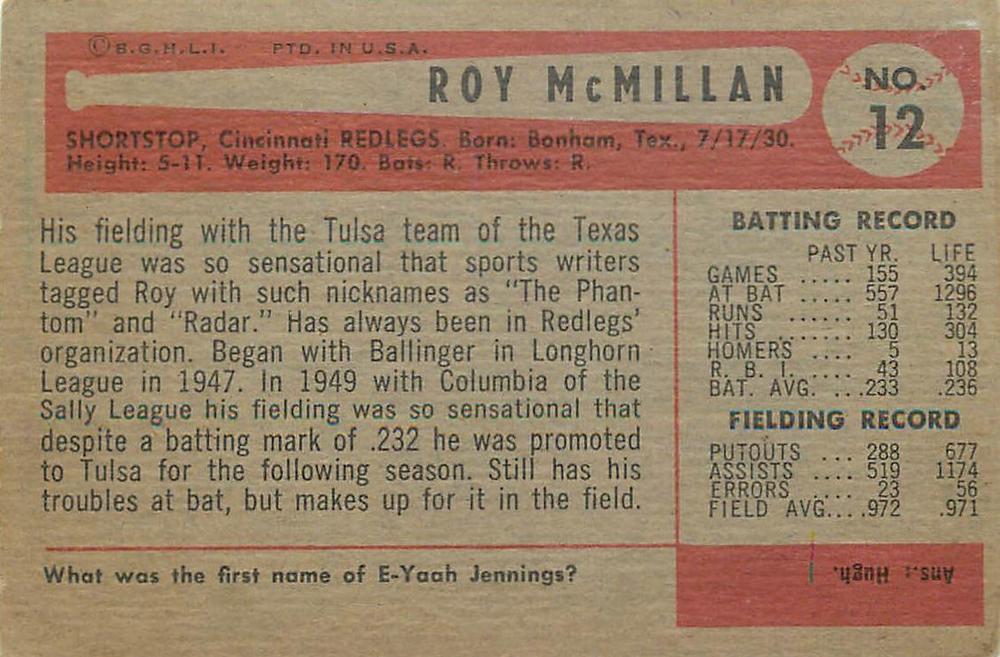 ©B.G.H.L.I. PTD. IN U.S.A.
ROY McMILLAN
NO.
12
SHORTSTOP, Cincinnati REDLEGS. Born: Bonham, Tex., 7/17/30.
Height: 5-11. Weight: 170. Bats: R. Throws: R.
His fielding with the Tulsa team of the Texas
League was so sensational that sports writers
tagged Roy with such nicknames as "The Phan-
tom" and "Radar." Has always been in Redlegs'
organization. Began with Ballinger in Longhorn
League in 1947. In 1949 with Columbia of the
Sally League his fielding was so sensational that
despite a batting mark of .232 he was promoted
to Tulsa for the following season. Still has his
troubles at bat, but makes up for it in the field.
BATTING RECORD
PAST YR. LIFE
GAMES ..... 155 394
AT BAT ..... 557 1296
RUNS ...... 51 132
HITS ....... 130 304
HOMERS .... 5 13
R. B. I. ..... 43 108
BAT. AVG. ...233 .236
FIELDING RECORD
PUTOUTS ... 288 677
ASSISTS .... 519 1174
ERRORS .... 23 56
FIELD AVG....972 .971
What was the first name of E-Yaah Jennings?
Ans.: Hugh.